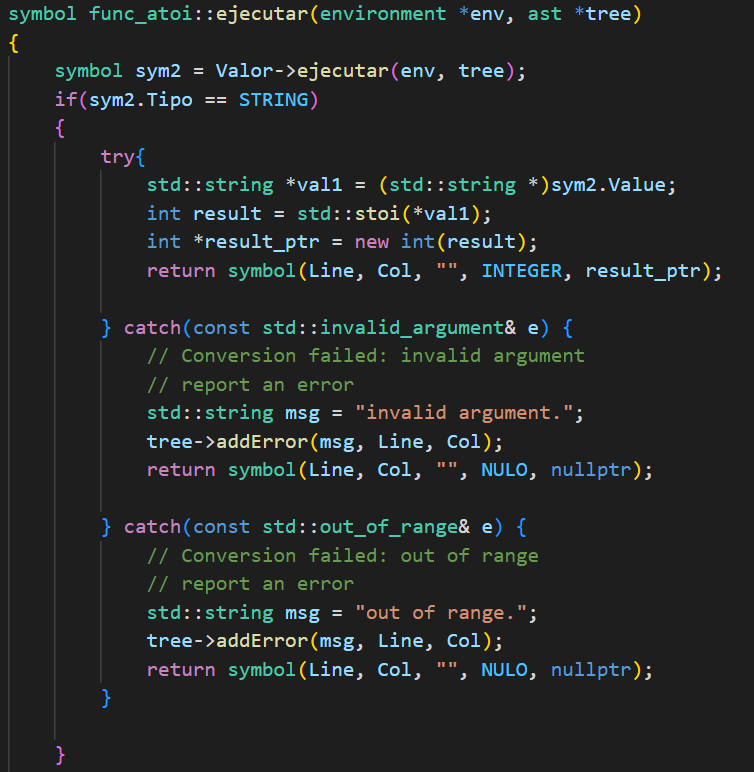 symbol func_atoi::ejecutar(environment *env, ast *tree)
{
    symbol sym2 = Valor->ejecutar(env, tree);
    if(sym2.Tipo == STRING)
    {
        try{
            std::string *val1 = (std::string *)sym2.Value;
            int result = std::stoi(*val1);
            int *result_ptr = new int(result);
            return symbol(Line, Col, "", INTEGER, result_ptr);
        } catch(const std::invalid_argument& e) {
            // Conversion failed: invalid argument
            // report an error
            std::string msg = "invalid argument.";
            tree->addError(msg, Line, Col);
            return symbol(Line, Col, "", NULO, nullptr);
        } catch(const std::out_of_range& e) {
            // Conversion failed: out of range
            // report an error
            std::string msg = "out of range.";
            tree->addError(msg, Line, Col);
            return symbol(Line, Col, "", NULO, nullptr);
        }
    }